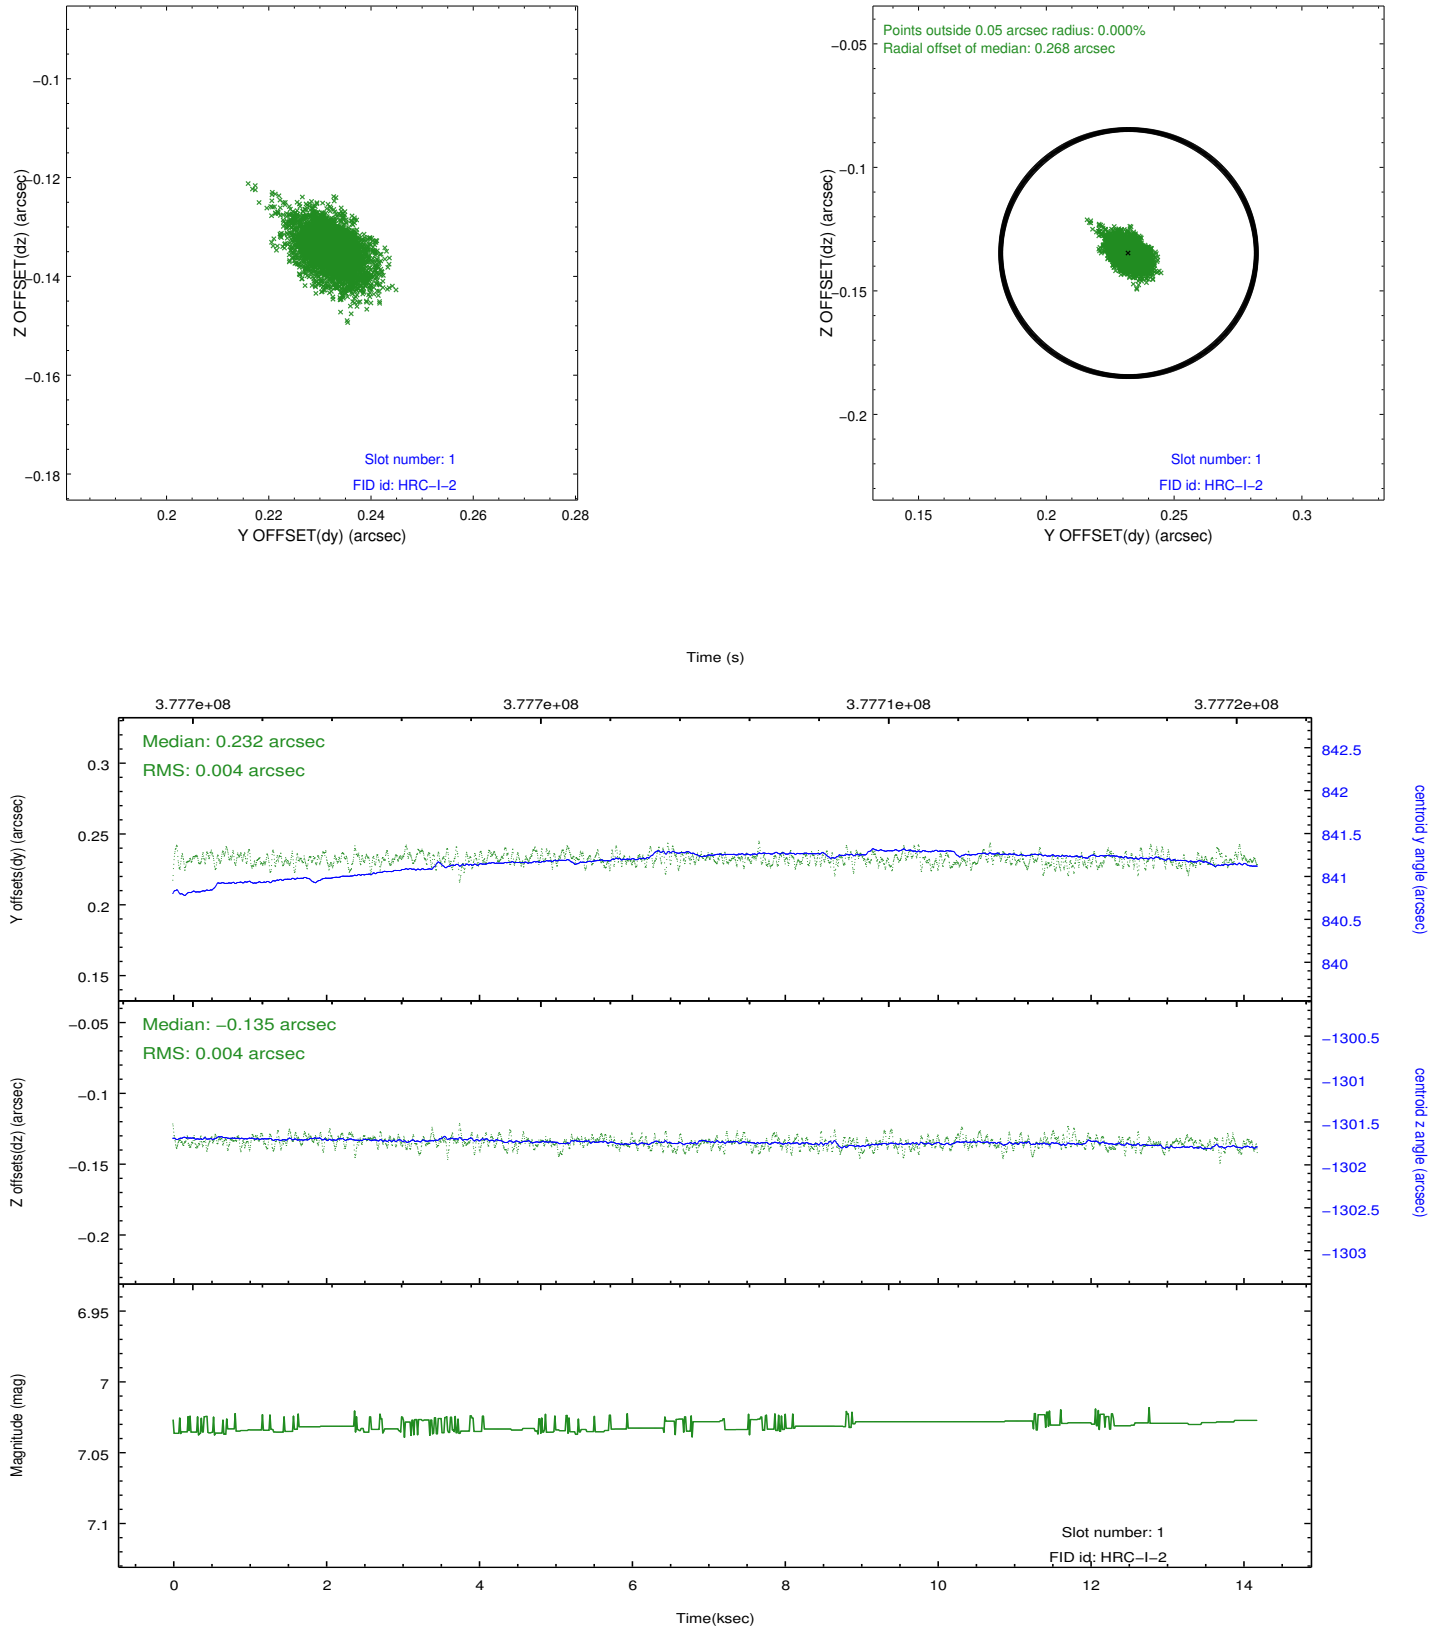 −0.1
−0.12
−0.14
−0.16
−0.18
Z OFFSET(dz) (arcsec)
Slot number: 1
FID id: HRC−I−2
0.2 0.22 0.24 0.26 0.28
Y OFFSET(dy) (arcsec)
Points outside 0.05 arcsec radius: 0.000%
Radial offset of median: 0.268 arcsec
−0.05
−0.1
−0.15
−0.2
Z OFFSET(dz) (arcsec)
Slot number: 1
FID id: HRC−I−2
0.15 0.2 0.25 0.3
Y OFFSET(dy) (arcsec)
Time (s)
3.777e+08 3.777e+08 3.7771e+08 3.7772e+08
Median: 0.232 arcsec
RMS: 0.004 arcsec
0.3
0.25
0.2
0.15
Y offsets(dy) (arcsec)
842.5
842
841.5
841
840.5
840
centroid y angle (arcsec)
Median: −0.135 arcsec
RMS: 0.004 arcsec
−0.05
−0.1
−0.15
−0.2
Z offsets(dz) (arcsec)
−1300.5
−1301
−1301.5
−1302
−1302.5
−1303
centroid z angle (arcsec)
6.95
7
7.05
7.1
Magnitude (mag)
Slot number: 1
FID id: HRC−I−2
0 2 4 6 8 10 12 14
Time(ksec)